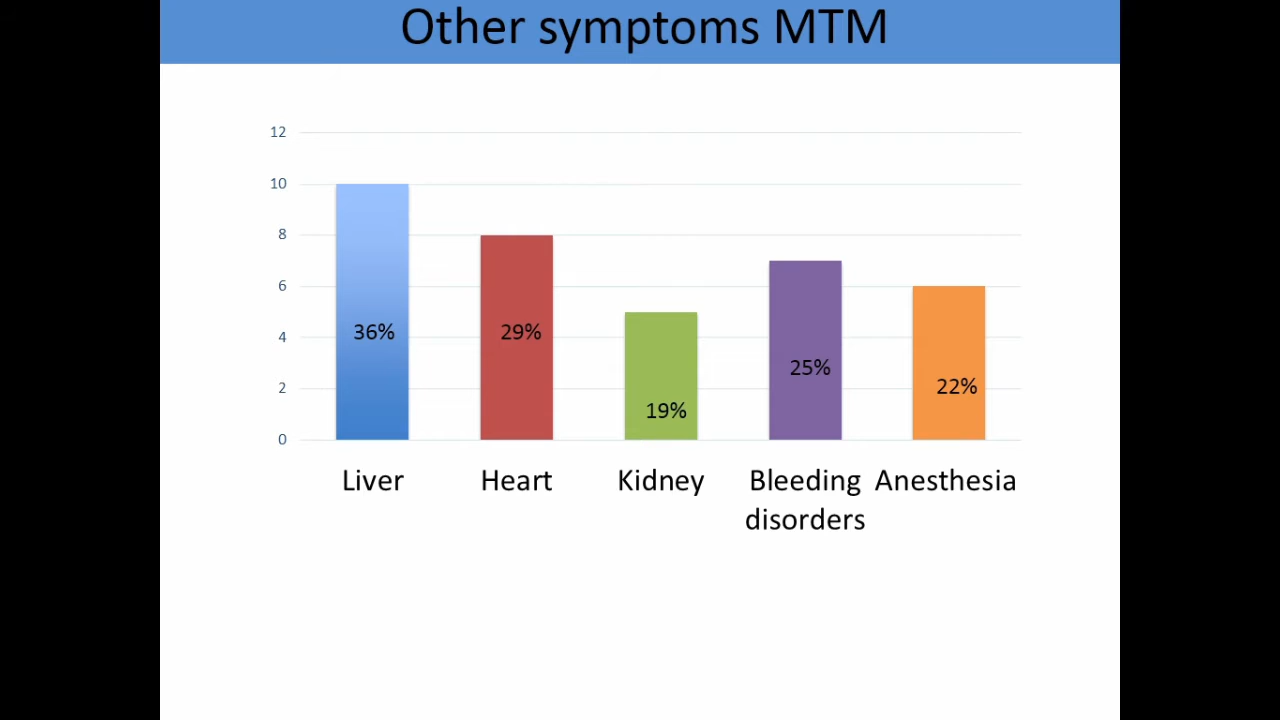 Other symptoms MTM
12
10
8
6
4
2
0
36%
29%
19%
25%
22%
Liver
Heart
Kidney
Bleeding
disorders
Anesthesia